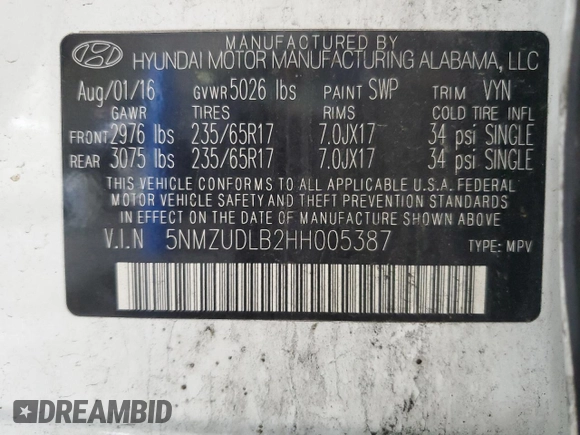 MANUFACTURED BY
HYUNDAI MOTOR MANUFACTURING ALABAMA, LLC
Aug/01/16 GVWR 5026 lbs PAINT SWP TRIM VYN
GAWR TIRES RIMS COLD TIRE INFL
FRONT 2976 lbs 235/65R17 7.0JX17 34 psi SINGLE
REAR 3075 lbs 235/65R17 7.0JX17 34 psi SINGLE
THIS VEHICLE CONFORMS TO ALL APPLICABLE U.S.A. FEDERAL
MOTOR VEHICLE SAFETY AND THEFT PREVENTION STANDARDS
IN EFFECT ON THE DATE OF MANUFACTURE SHOWN ABOVE.
V.I.N 5NMZUDLB2HH005387 TYPE: MPV
DREAMBID